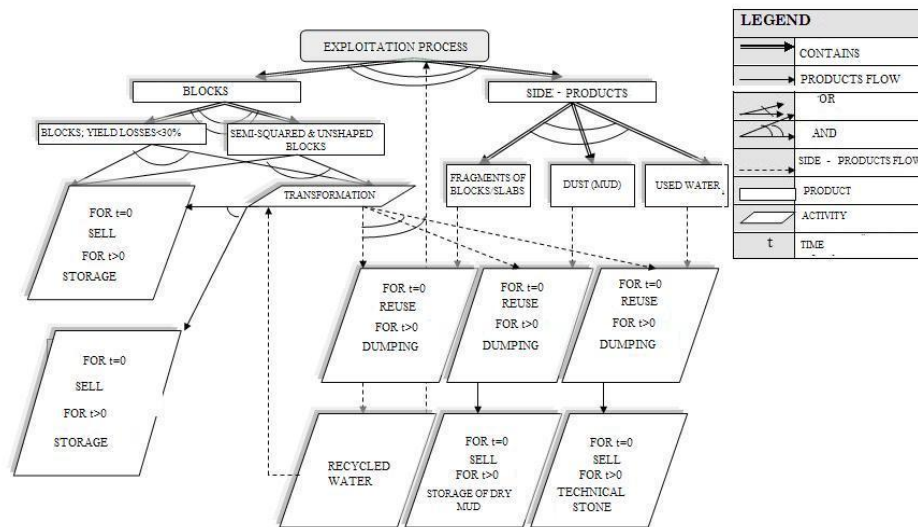 EXPLOITATION PROCESS
BLOCKS
SIDE - PRODUCTS
BLOCKS; YIELD LOSSES<30%
SEMI-SQUARED & UNSHAPED
BLOCKS
FRAGMENTS OF
BLOCKS/SLABS
DUST (MUD)
USED WATER
TRANSFORMATION
FOR t=0
SELL
FOR t>0
STORAGE
FOR t=0
REUSE
FOR t>0
DUMPING
FOR t=0
REUSE
FOR t>0
DUMPING
FOR t=0
REUSE
FOR t>0
DUMPING
FOR t=0
SELL
FOR t>0
STORAGE
RECYCLED
WATER
FOR t=0
SELL
FOR t>0
STORAGE OF DRY
MUD
FOR t=0
SELL
FOR t>0
TECHNICAL
STONE
LEGEND
CONTAINS
PRODUCTS FLOW
OR
AND
SIDE - PRODUCTS FLOW
PRODUCT
ACTIVITY
t TIME